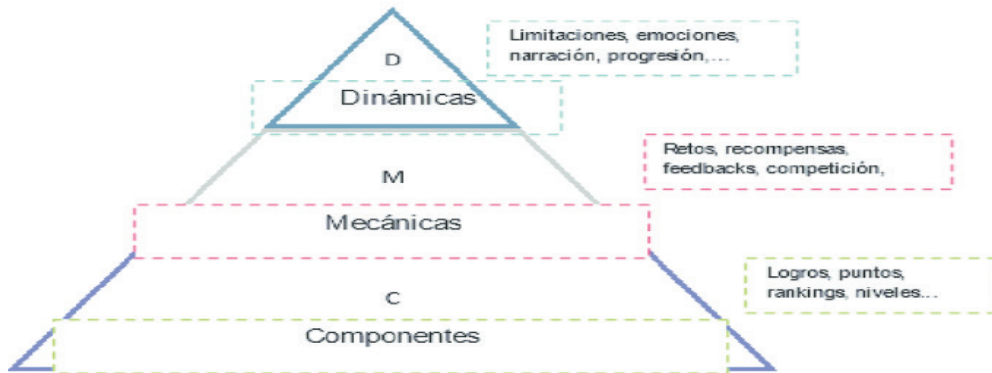 D
Dinámicas
Limitaciones, emociones,
narración, progresión,...
M
Mecánicas
Retos, recompensas,
feedbacks, competición,
C
Componentes
Logros, puntos,
rankings, niveles...